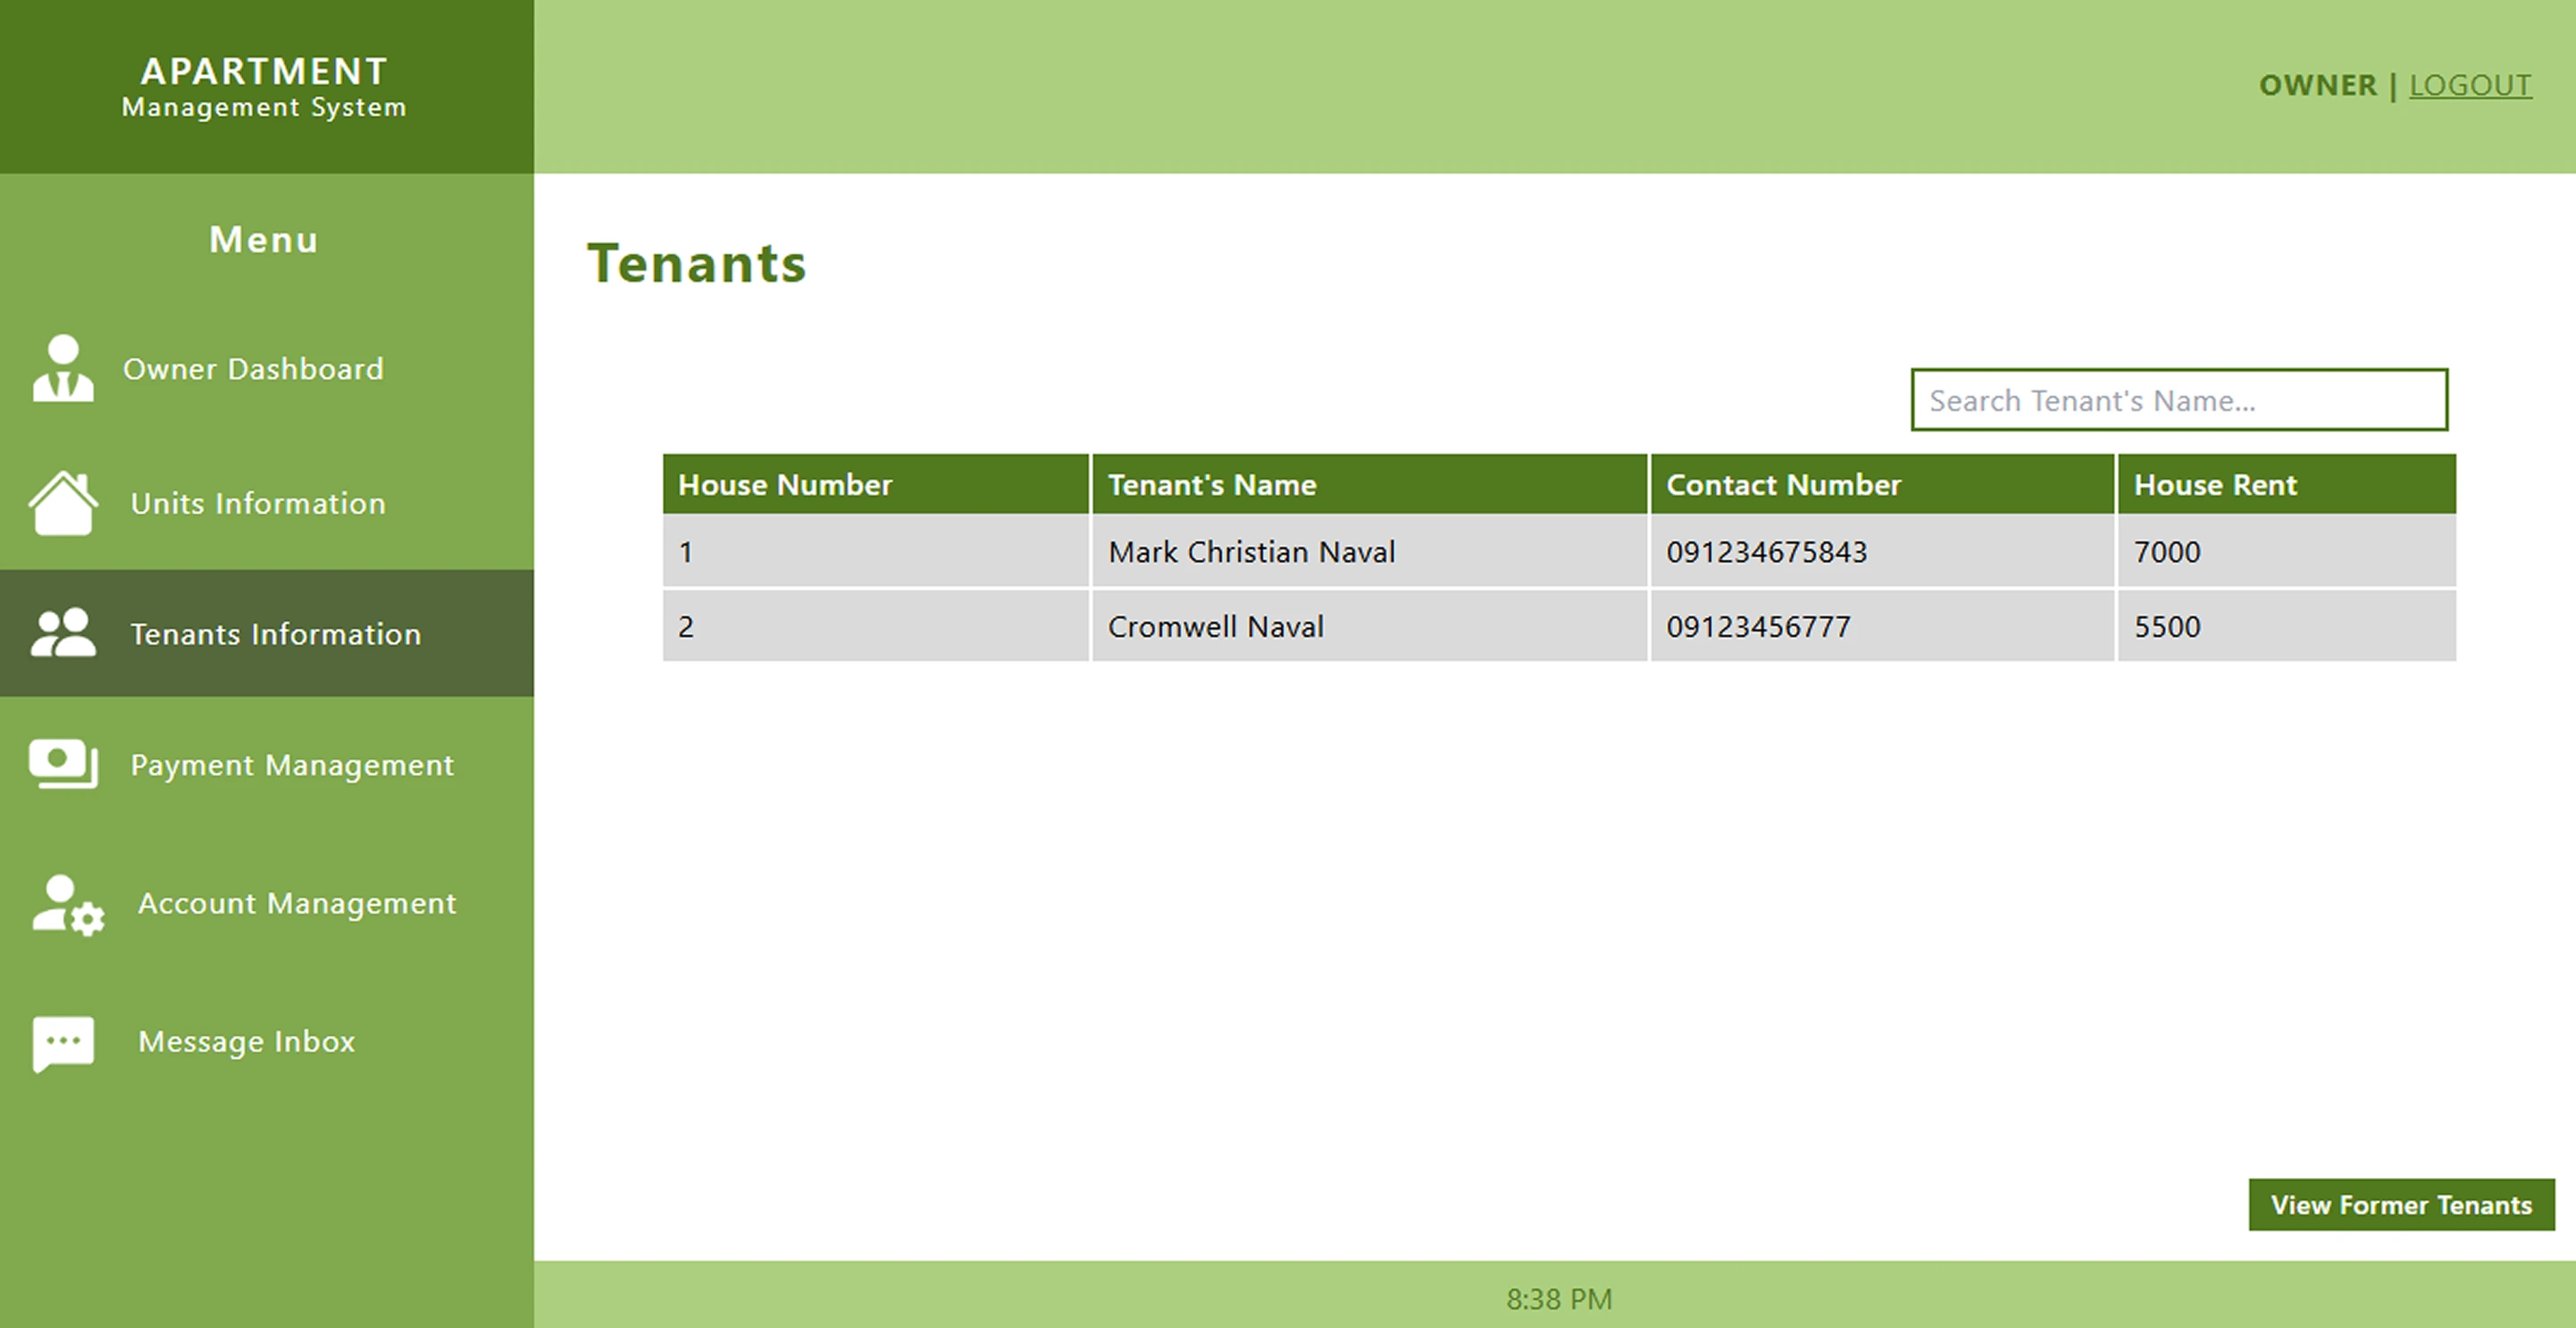 APARTMENT
Management System
OWNER | LOGOUT
Menu
Owner Dashboard
Units Information
Tenants Information
Payment Management
Account Management
Message Inbox
Tenants
Search Tenant's Name...
House Number Tenant's Name Contact Number House Rent
1 Mark Christian Naval 091234675843 7000
2 Cromwell Naval 09123456777 5500
View Former Tenants
8:38 PM